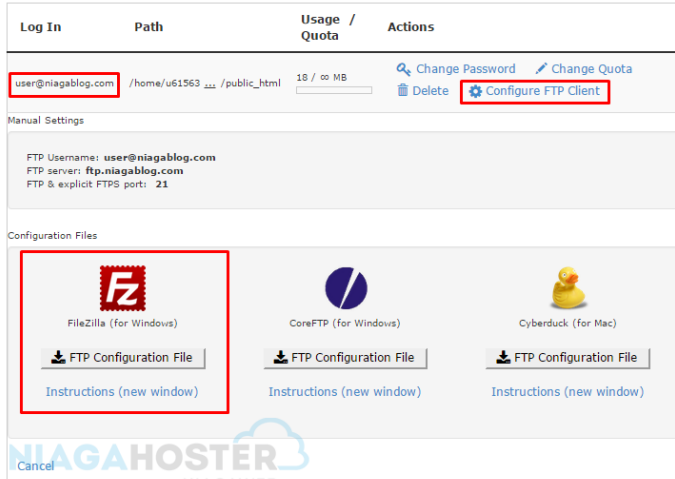 Log In Path Usage / Quota Actions
user@niagablog.com /home/u61563 ... /public_html 18 / ∞ MB Change Password Change Quota
Delete Configure FTP Client
Manual Settings
FTP Username: user@niagablog.com
FTP server: ftp.niagablog.com
FTP & explicit FTPS port: 21
Configuration Files
Fz
FileZilla (for Windows) CoreFTP (for Windows) Cyberduck (for Mac)
FTP Configuration File FTP Configuration File FTP Configuration File
Instructions (new window) Instructions (new window) Instructions (new window)
NIAGAHOSTER
Cancel